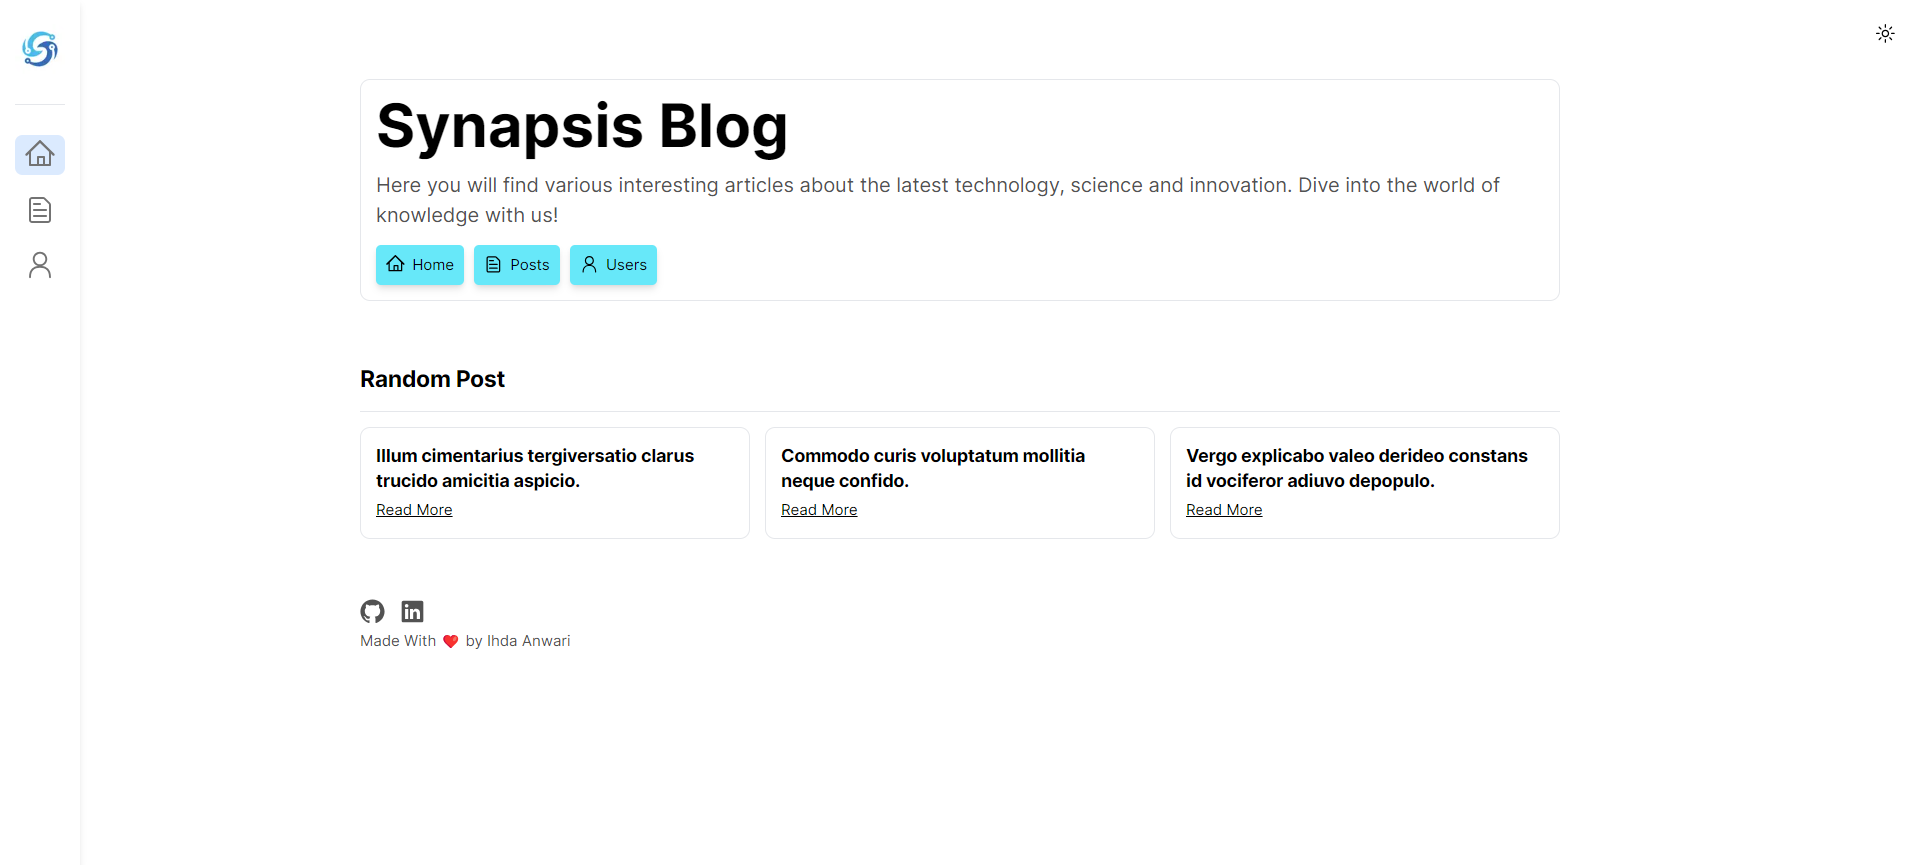 Synapsis Blog
Here you will find various interesting articles about the latest technology, science and innovation. Dive into the world of
knowledge with us!
Home
Posts
Users
Random Post
Illum cimentarius tergiversatio clarus
trucido amicitia aspicio.
Read More
Commodo curis voluptatum mollitia
neque confido.
Read More
Vergo explicabo valeo derideo constans
id vociferor adiuvo depopulo.
Read More
Made With ❤️ by Ihda Anwari